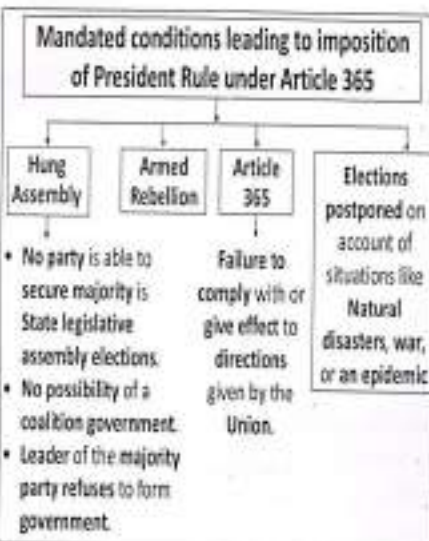 Mandated conditions leading to imposition
of President Rule under Article 365
Hung
Assembly
• No party is able to
secure majority is
State legislative
assembly elections.
• No possibility of a
coalition government.
• Leader of the majority
party refuses to form
government.
Armed
Rebellion
Article
365
Failure to
comply with or
give effect to
directions
given by the
Union.
Elections
postponed on
account of
situations like
Natural
disasters, war,
or an epidemic